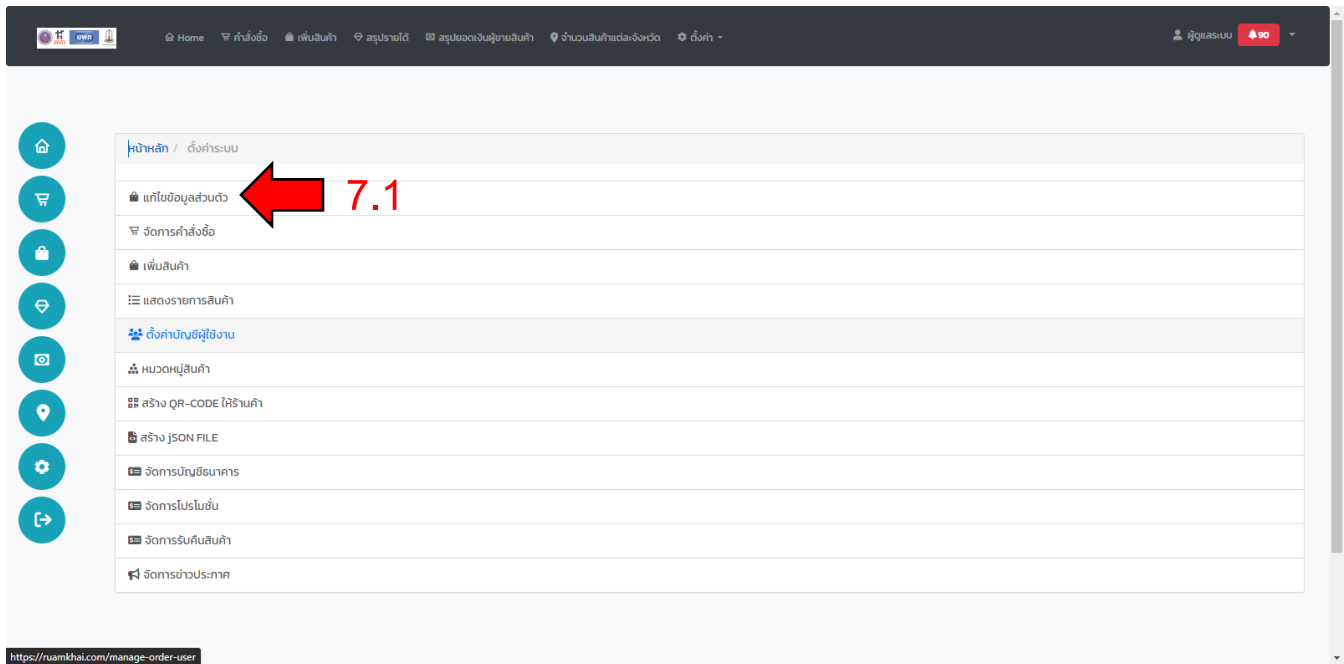 สสก บพท
Home คำสั่งซื้อ เพิ่มสินค้า สรุปรายได้ สรุปยอดเงินผู้ขายสินค้า จำนวนสินค้าแต่ละจังหวัด ตั้งค่า ผู้ดูแลระบบ 90
หน้าหลัก / ตั้งค่าระบบ
แก้ไขข้อมูลส่วนตัว 7.1
จัดการคำสั่งซื้อ
เพิ่มสินค้า
แสดงรายการสินค้า
ตั้งค่าบัญชีผู้ใช้งาน
หมวดหมู่สินค้า
สร้าง QR-CODE ให้ร้านค้า
สร้าง jSON FILE
จัดการบัญชีธนาคาร
จัดการโปรโมชั่น
จัดการรับคืนสินค้า
จัดการข่าวประกาศ
https://ruamkhai.com/manage-order-user